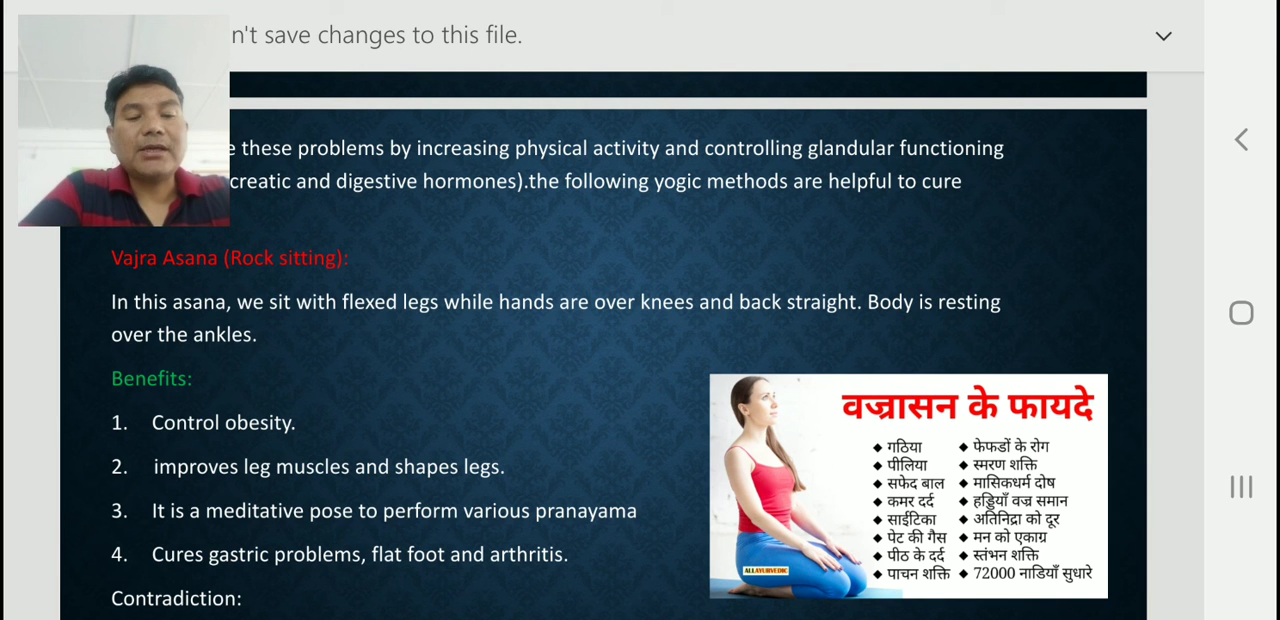 n't save changes to this file.
e these problems by increasing physical activity and controlling glandular functioning
creatic and digestive hormones).the following yogic methods are helpful to cure
Vajra Asana (Rock sitting):
In this asana, we sit with flexed legs while hands are over knees and back straight. Body is resting
over the ankles.
Benefits:
1. Control obesity.
2. improves leg muscles and shapes legs.
3. It is a meditative pose to perform various pranayama
4. Cures gastric problems, flat foot and arthritis.
Contradiction:
वज्रासन के फायदे
◆ गठिया
◆ पीलिया
◆ सफेद बाल
◆ कमर दर्द
◆ साईटिका
◆ पेट की गैस
◆ पीठ के दर्द
◆ पाचन शक्ति
◆ फेफडों के रोग
◆ स्मरण शक्ति
◆ मासिकधर्म दोष
◆ हड्डियाँ वज्र समान
◆ अतिनिद्रा को दूर
◆ मन को एकाग्र
◆ स्तंभन शक्ति
◆ 72000 नाडियाँ सुधारे
ALLAYURVEDIC